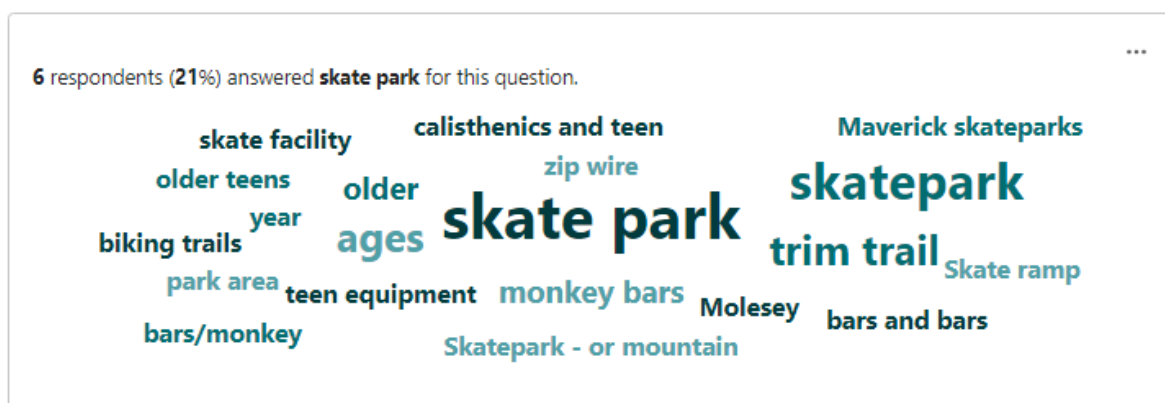 ...
6 respondents (21%) answered skate park for this question.
calisthenics and teen
Maverick skateparks
skate facility
zip wire
older teens
older
skatepark
year
skate park
biking trails
ages
trim trail
park area
Skate ramp
teen equipment
monkey bars
Molesey
bars and bars
bars/monkey
Skatepark - or mountain